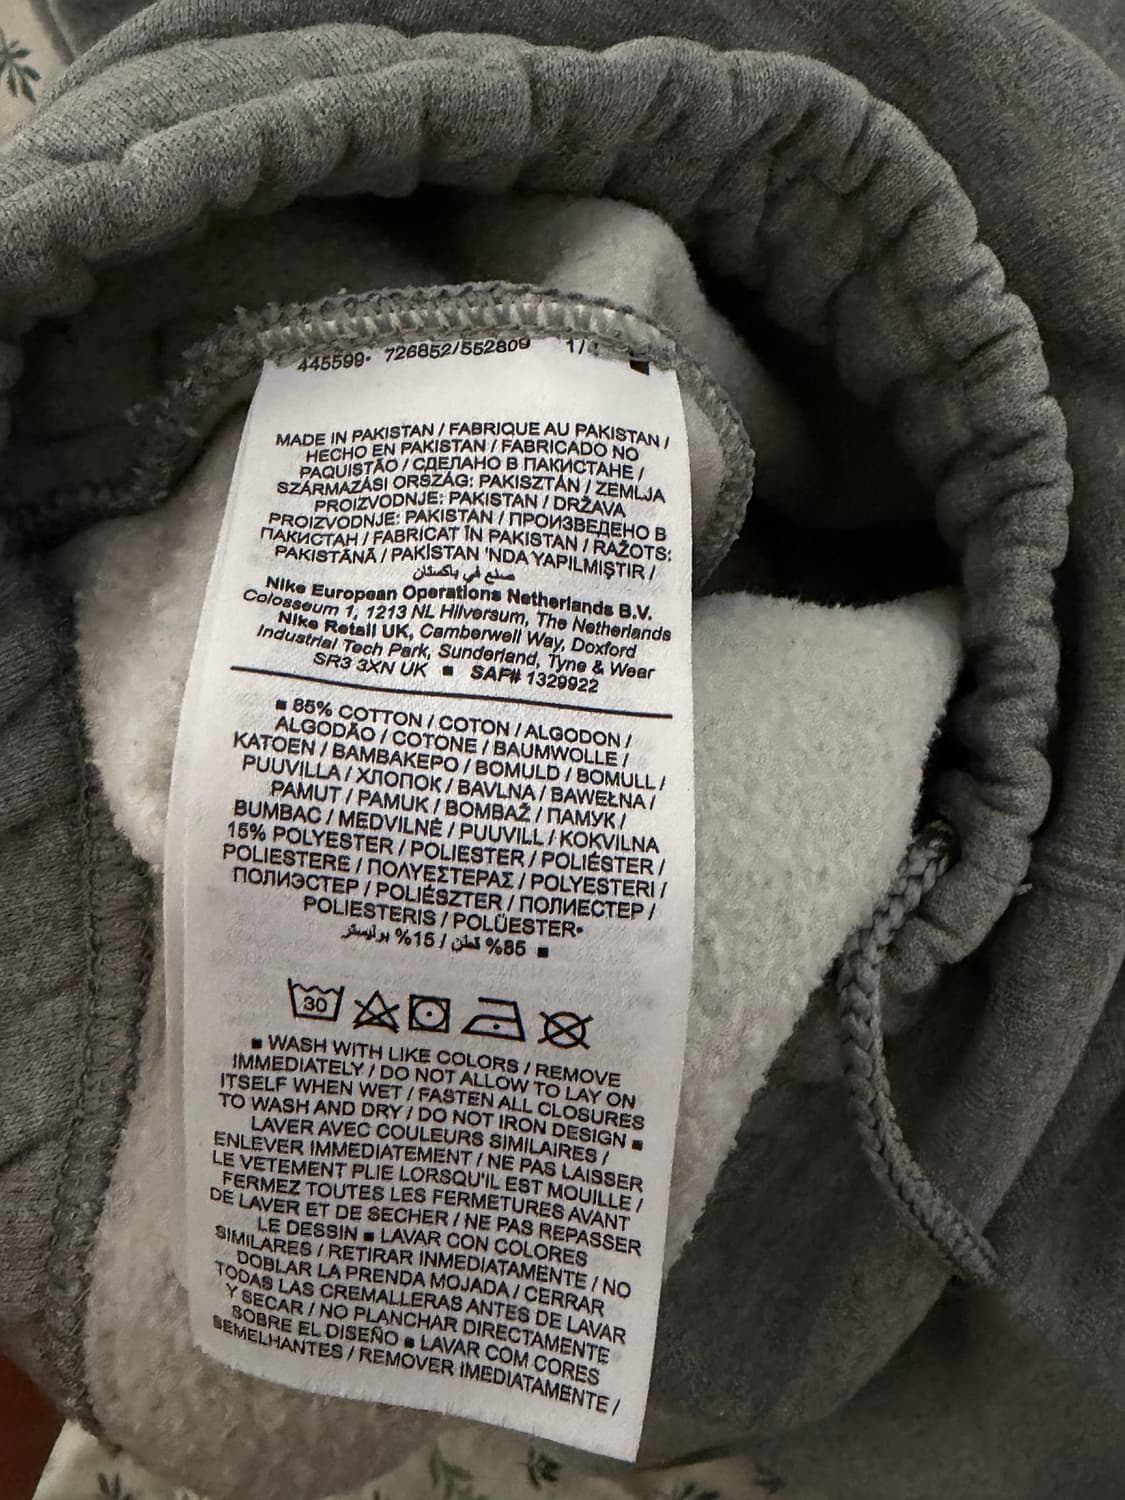 445599• 726852/552809 1/
MADE IN PAKISTAN / FABRIQUE AU PAKISTAN /
HECHO EN PAKISTAN / FABRICADO NO
PAQUISTÃO / СДЕЛАНО В ПАКИСТАНЕ /
SZÁRMAZÁSI ORSZÁG: PAKISZTÁN / ZEMLJA
PROIZVODNJE: PAKISTAN / DRŽAVA
PROIZVODNJE: PAKISTAN / ПРОИЗВЕДЕНО В
ПАКИСТАН / FABRICAT ÎN PAKISTAN / RAŽOTS:
PAKISTĀNĀ / PAKİSTAN 'NDA YAPILMIŞTIR /
صنع في باكستان
Nike European Operations Netherlands B.V.
Colosseum 1, 1213 NL Hilversum, The Netherlands
Nike Retail UK, Camberwell Way, Doxford
Industrial Tech Park, Sunderland, Tyne & Wear
SR3 3XN UK ■ SAP# 1329922
■ 85% COTTON / COTON / ALGODON /
ALGODÃO / COTONE / BAUMWOLLE /
KATOEN / ΒΑΜΒΑΚΕΡΟ / BOMULD / BOMULL /
PUUVILLA / ХЛОПОК / BAVLNA / BAWEŁNA /
PAMUT / PAMUK / BOMBAŽ / ПАМУК /
BUMBAC / MEDVILNĖ / PUUVILL / KOKVILNA
15% POLYESTER / POLIESTER / POLIÉSTER /
POLIESTERE / ΠΟΛΥΕΣΤΕΡΑΣ / POLYESTERI /
ПОЛИЭСТЕР / POLIÉSZTER / ПОЛИЕСТЕР /
POLIESTERIS / POLÜESTER•
■ 85% قطن / 15% بوليستر
30
■ WASH WITH LIKE COLORS / REMOVE
IMMEDIATELY / DO NOT ALLOW TO LAY ON
ITSELF WHEN WET / FASTEN ALL CLOSURES
TO WASH AND DRY / DO NOT IRON DESIGN ■
LAVER AVEC COULEURS SIMILAIRES /
ENLEVER IMMEDIATEMENT / NE PAS LAISSER
LE VETEMENT PLIE LORSQU'IL EST MOUILLE /
FERMEZ TOUTES LES FERMETURES AVANT
DE LAVER ET DE SECHER / NE PAS REPASSER
LE DESSIN ■ LAVAR CON COLORES
SIMILARES / RETIRAR INMEDIATAMENTE / NO
DOBLAR LA PRENDA MOJADA / CERRAR
TODAS LAS CREMALLERAS ANTES DE LAVAR
Y SECAR / NO PLANCHAR DIRECTAMENTE
SOBRE EL DISEÑO ■ LAVAR COM CORES
SEMELHANTES / REMOVER IMEDIATAMENTE /